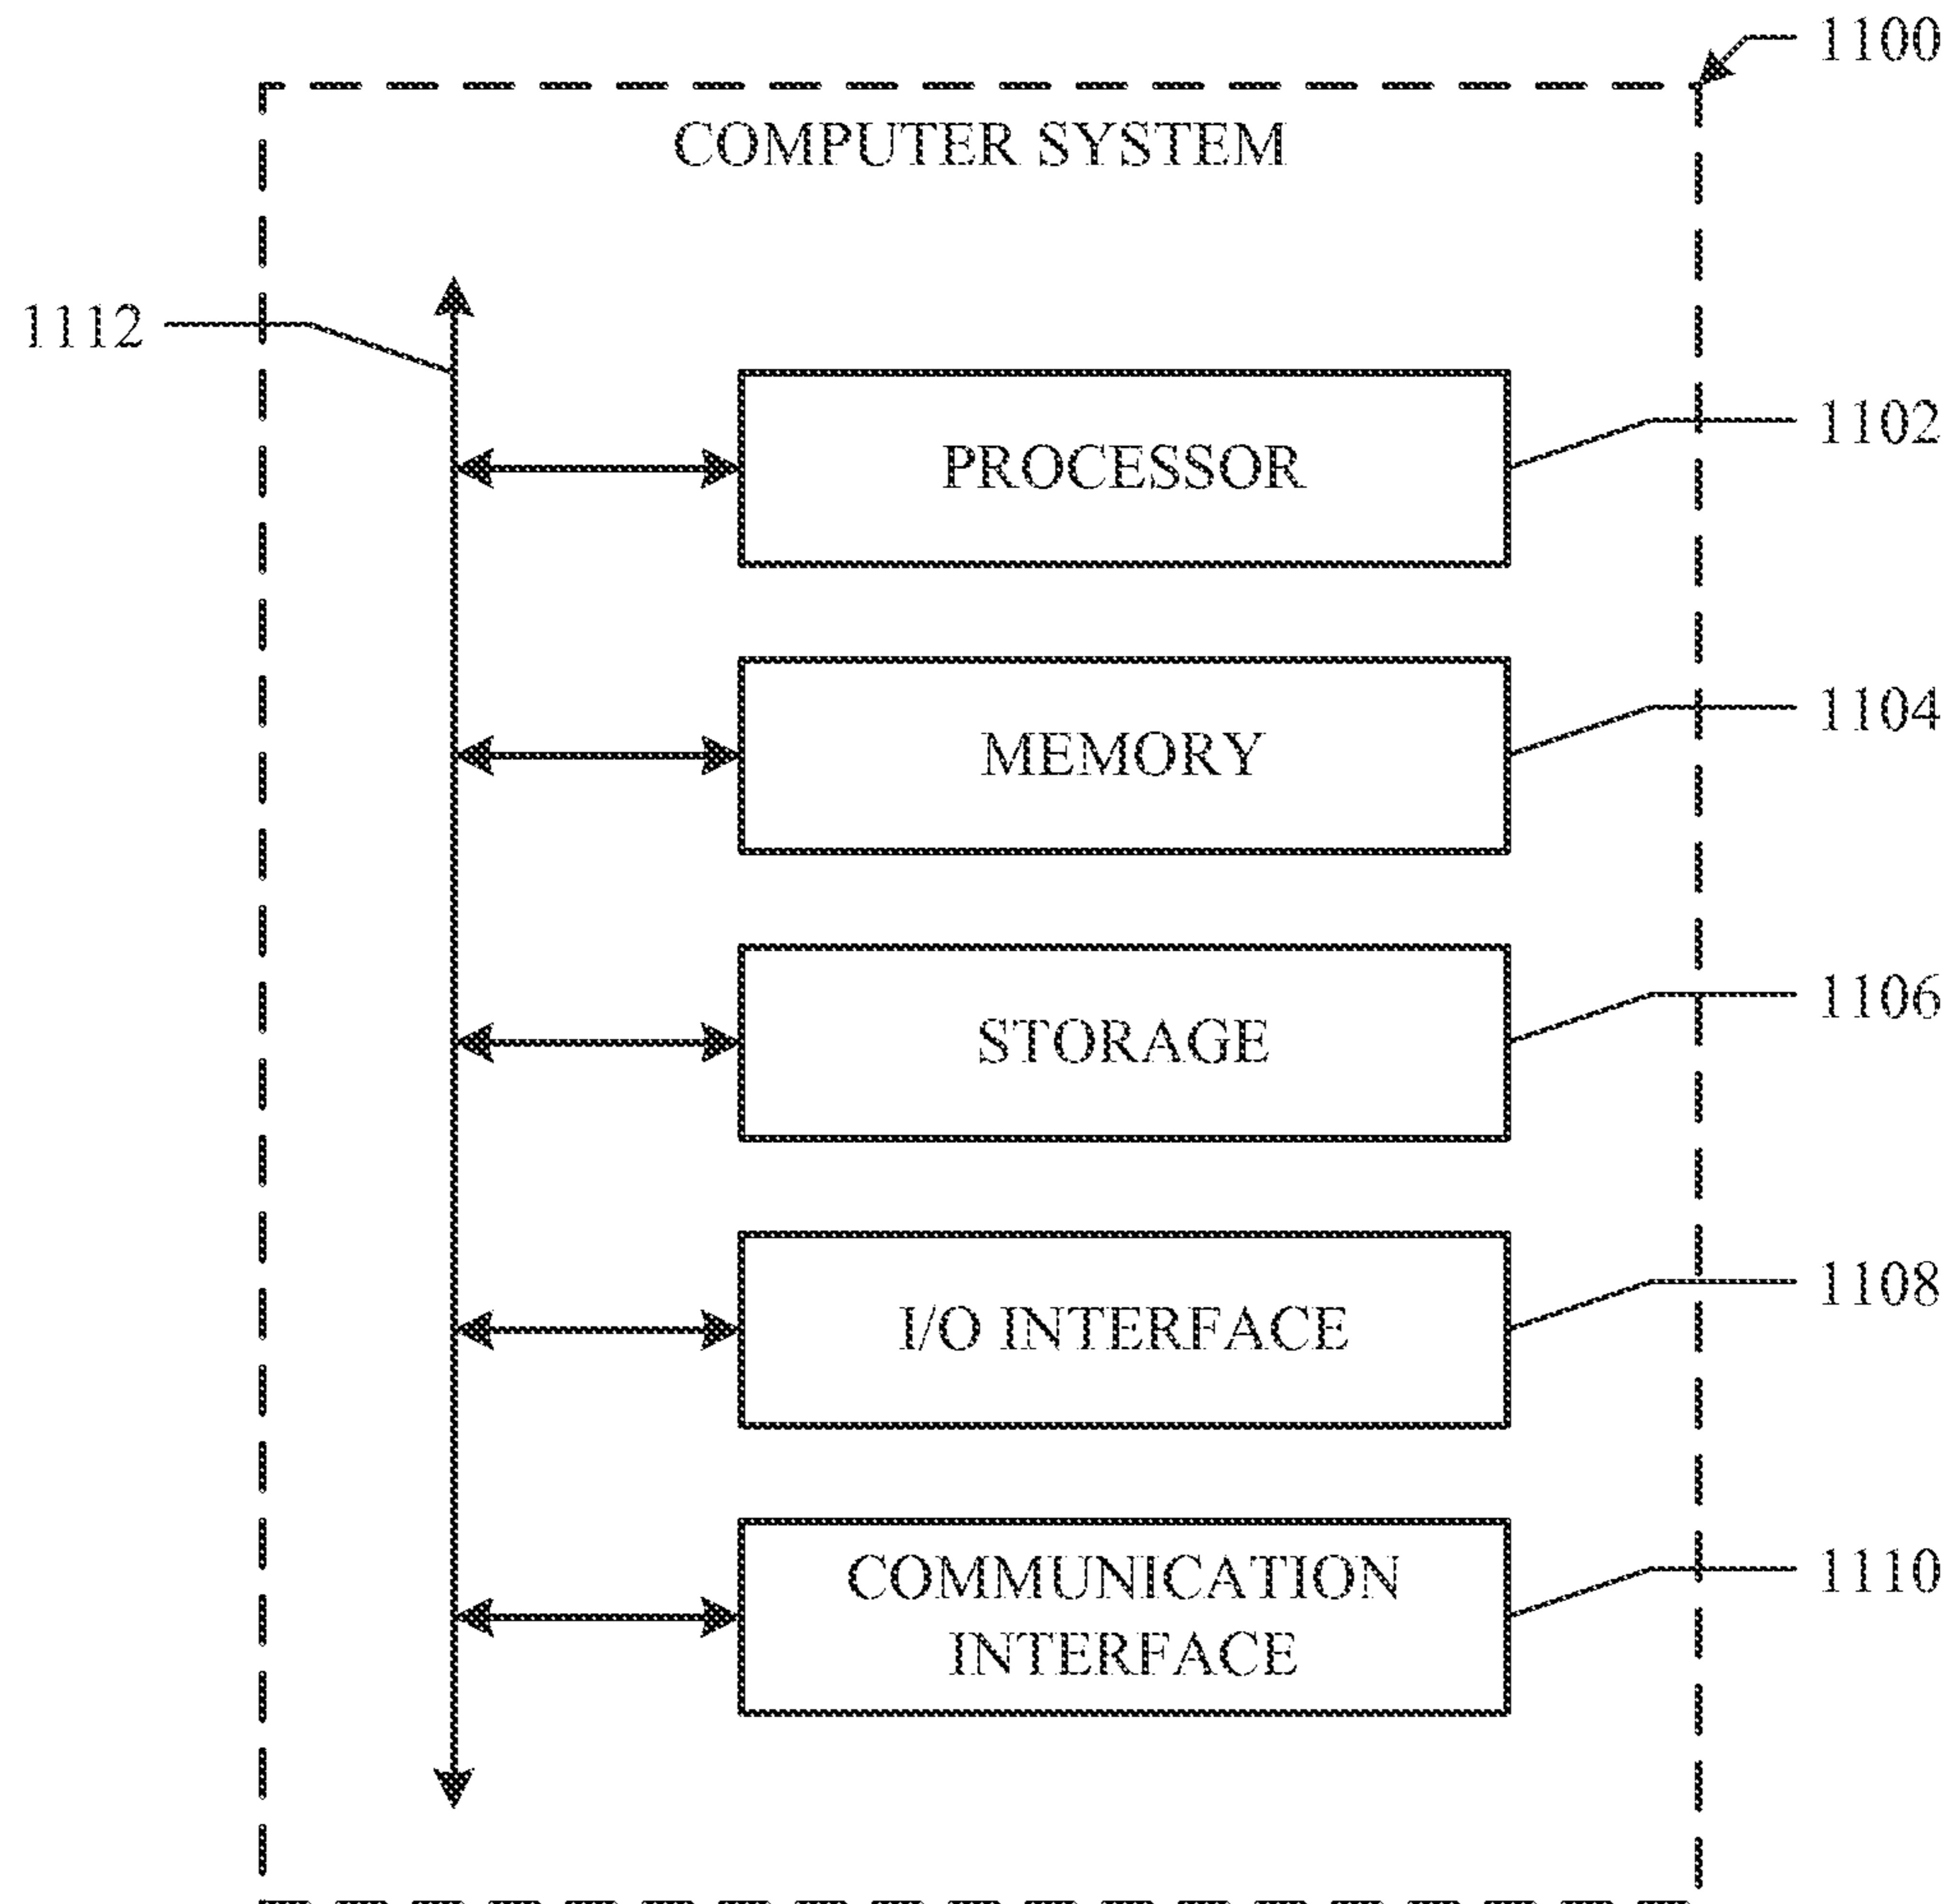 1100
COMPUTER SYSTEM
1112
PROCESSOR
1102
MEMORY
1104
STORAGE
1106
I/O INTERFACE
1108
COMMUNICATION
INTERFACE
1110